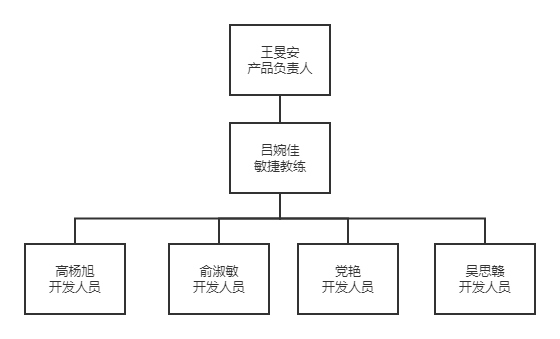 王旻安
产品负责人
吕婉佳
敏捷教练
高杨旭
开发人员
俞淑敏
开发人员
党艳
开发人员
吴思赣
开发人员